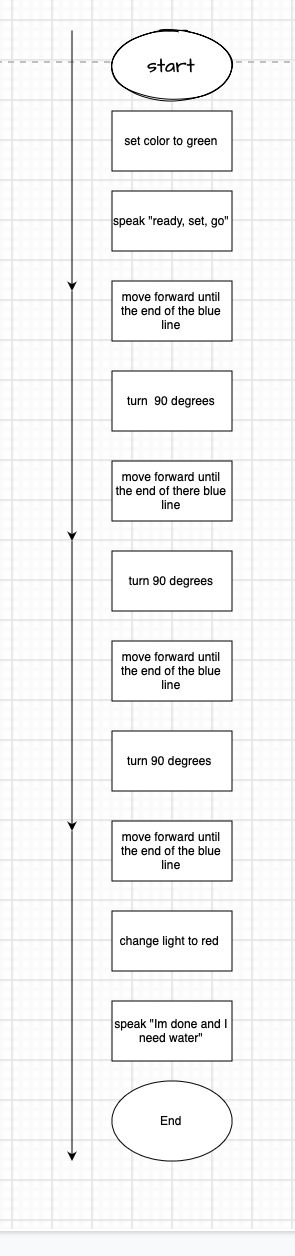 start
set color to green
speak "ready, set, go"
move forward until
the end of the blue
line
turn  90 degrees
move forward until
the end of there blue
line
turn 90 degrees
move forward until
the end of the blue
line
turn 90 degrees
move forward until
the end of the blue
line
change light to red
speak "Im done and I
need water"
End